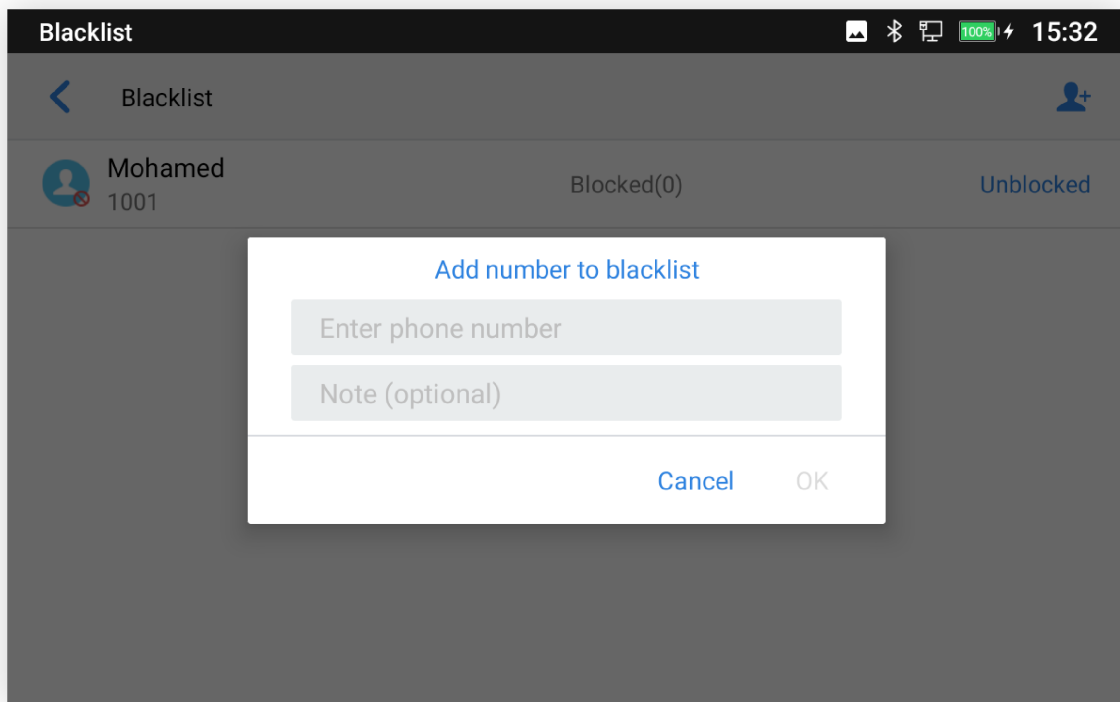 Blacklist 100% 15:32
Blacklist
Mohamed
1001 Blocked(0) Unblocked
Add number to blacklist
Enter phone number
Note (optional)
Cancel OK